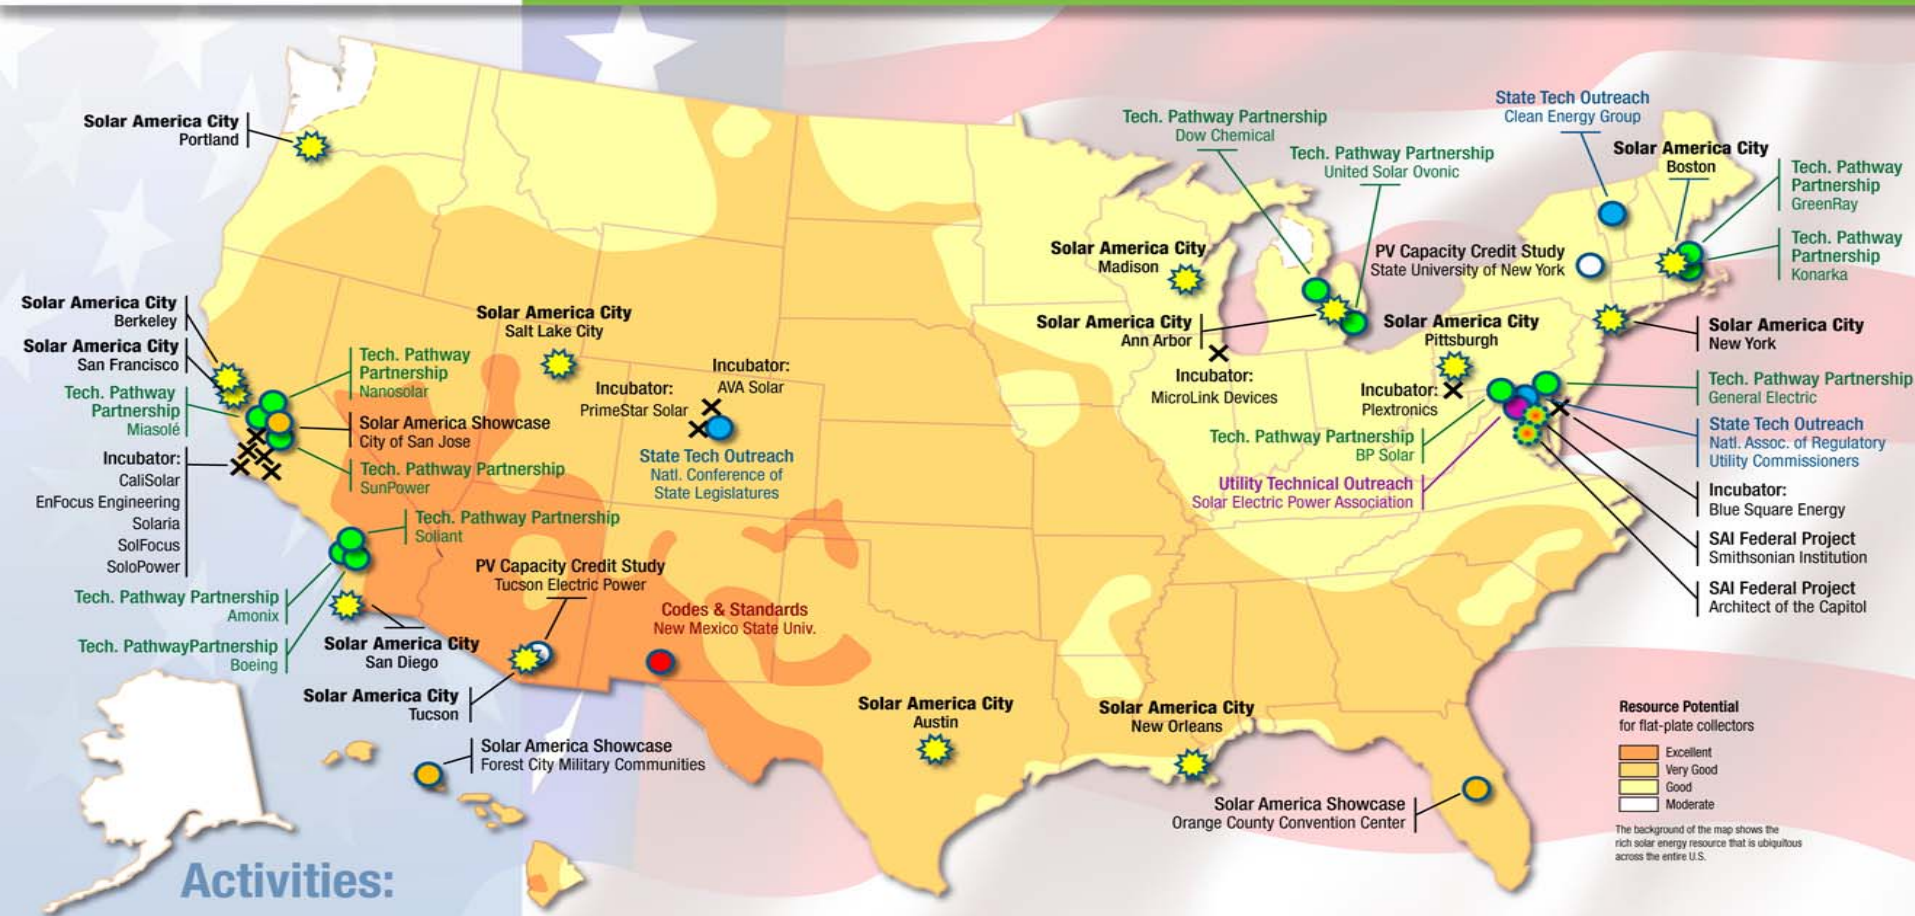 Solar America City
Portland
Tech. Pathway Partnership
Dow Chemical
Tech. Pathway Partnership
United Solar Ovonic
State Tech Outreach
Clean Energy Group
Solar America City
Boston
Tech. Pathway
Partnership
GreenRay
Tech. Pathway
Partnership
Konarka
PV Capacity Credit Study
State University of New York
Solar America City
Madison
Solar America City
Berkeley
Solar America City
San Francisco
Tech. Pathway
Partnership
Miasolé
Tech. Pathway
Partnership
Nanosolar
Solar America Showcase
City of San Jose
Tech. Pathway Partnership
SunPower
Incubator:
CaliSolar
EnFocus Engineering
Solaria
SolFocus
SoloPower
Solar America City
Salt Lake City
Incubator:
AVA Solar
Incubator:
PrimeStar Solar
State Tech Outreach
Natl. Conference of
State Legislatures
Solar America City
Ann Arbor
Incubator:
MicroLink Devices
Solar America City
Pittsburgh
Incubator:
Plextronics
Solar America City
New York
Tech. Pathway Partnership
General Electric
State Tech Outreach
Natl. Assoc. of Regulatory
Utility Commissioners
Incubator:
Blue Square Energy
SAI Federal Project
Smithsonian Institution
SAI Federal Project
Architect of the Capitol
Tech. Pathway Partnership
BP Solar
Utility Technical Outreach
Solar Electric Power Association
Tech. Pathway Partnership
Soliant
PV Capacity Credit Study
Tucson Electric Power
Codes & Standards
New Mexico State Univ.
Tech. Pathway Partnership
Amonix
Tech. PathwayPartnership
Boeing
Solar America City
San Diego
Solar America City
Tucson
Solar America Showcase
Forest City Military Communities
Solar America City
Austin
Solar America City
New Orleans
Solar America Showcase
Orange County Convention Center
Resource Potential
for flat-plate collectors
Excellent
Very Good
Good
Moderate
The background of the map shows the
rich solar energy resource that is ubiquitous
across the entire U.S.
Activities: